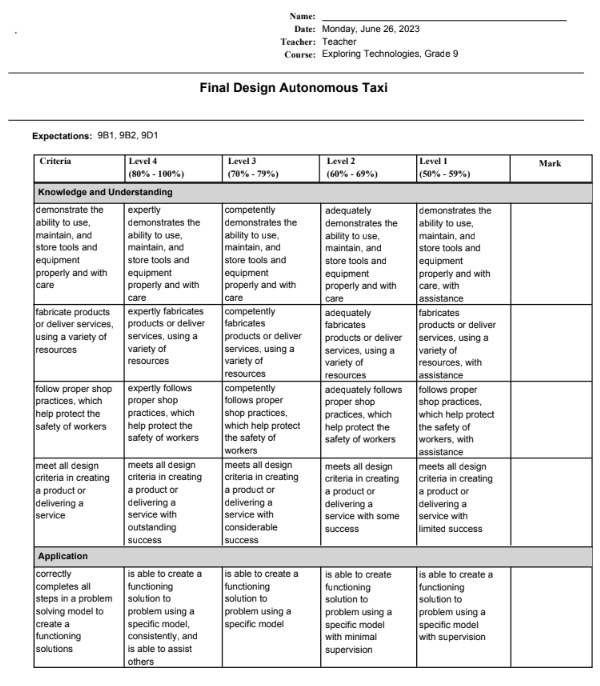 Name:
Date: Monday, June 26, 2023
Teacher: Teacher
Course: Exploring Technologies, Grade 9
Final Design Autonomous Taxi
Expectations: 9B1, 9B2, 9D1
Criteria
Level 4
(80% - 100%)
Level 3
(70% - 79%)
Level 2
(60% - 69%)
Level 1
(50% - 59%)
Mark
Knowledge and Understanding
demonstrate the
ability to use,
maintain, and
store tools and
equipment
properly and with
care
expertly
demonstrates the
ability to use,
maintain, and
store tools and
equipment
properly and with
care
competently
demonstrates the
ability to use,
maintain, and
store tools and
equipment
properly and with
care
adequately
demonstrates the
ability to use,
maintain, and
store tools and
equipment
properly and with
care
demonstrates the
ability to use,
maintain, and
store tools and
equipment
properly and with
care, with
assistance
fabricate products
or deliver services,
using a variety of
resources
expertly fabricates
products or deliver
services, using a
variety of
resources
competently
fabricates
products or deliver
services, using a
variety of
resources
adequately
fabricates
products or deliver
services, using a
variety of
resources
fabricates
products or deliver
services, using a
variety of
resources, with
assistance
follow proper shop
practices, which
help protect the
safety of workers
expertly follows
proper shop
practices, which
help protect the
safety of workers
competently
follows proper
shop practices,
which help protect
the safety of
workers
adequately follows
proper shop
practices, which
help protect the
safety of workers
follows proper
shop practices,
which help protect
the safety of
workers, with
assistance
meet all design
criteria in creating
a product or
delivering a
service
meets all design
criteria in creating
a product or
delivering a
service with
outstanding
success
meets all design
criteria in creating
a product or
delivering a
service with
considerable
success
meets all design
criteria in creating
a product or
delivering a
service with some
success
meets all design
criteria in creating
a product or
delivering a
service with
limited success
Application
correctly
completes all
steps in a problem
solving model to
create a
functioning
solutions
is able to create a
functioning
solution to
problem using a
specific model,
consistently, and
is able to assist
others
is able to create a
functioning
solution to
problem using a
specific model
is able to create
functioning
solution to
problem using a
specific model
with minimal
supervision
is able to create a
functioning
solution to
problem using a
specific model
with supervision